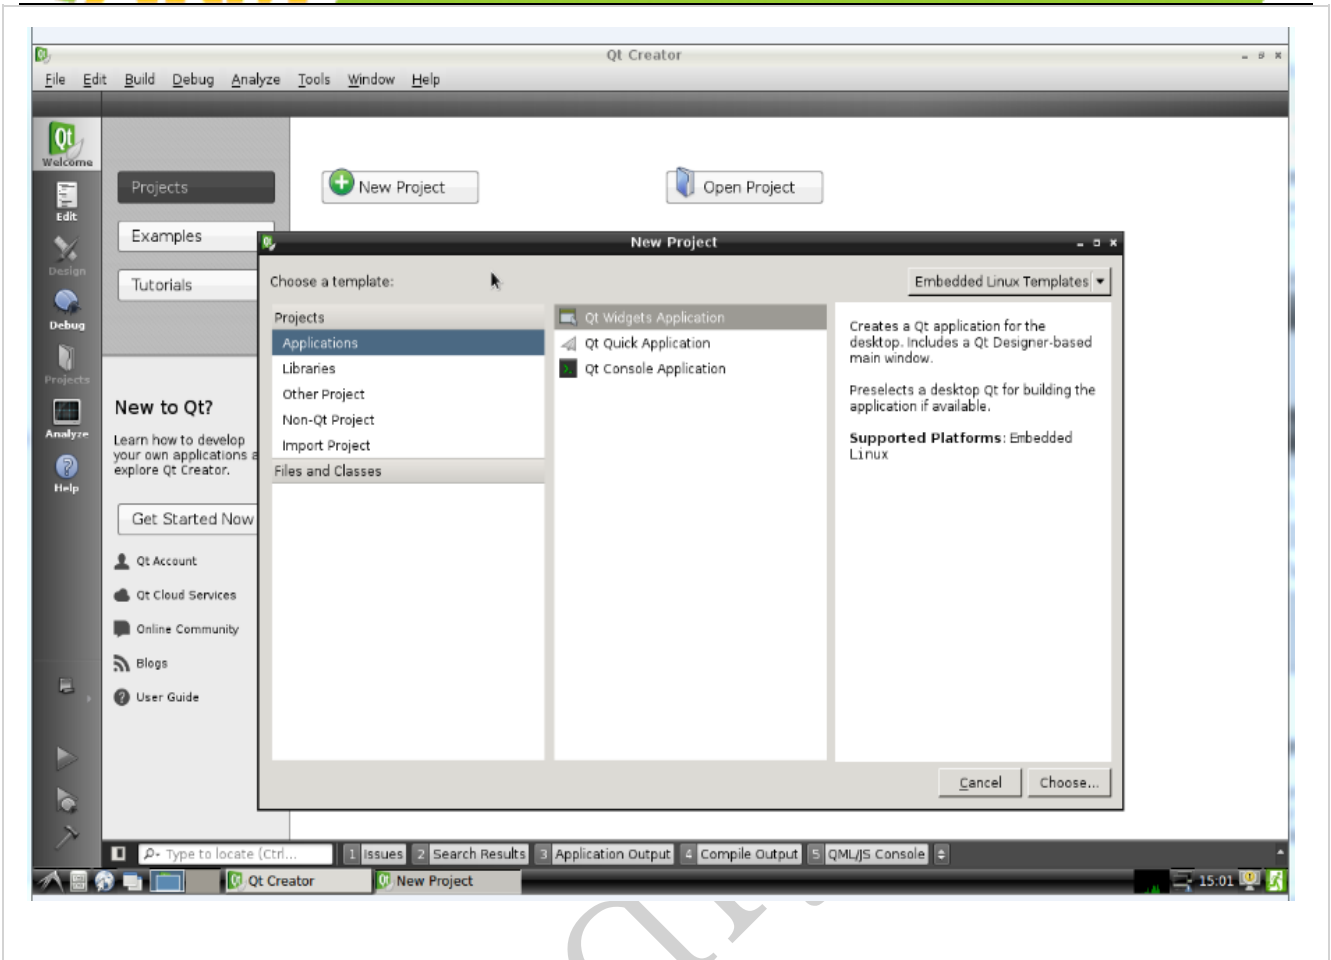 Qt Creator
File Edit Build Debug Analyze Tools Window Help
Qt
Welcome
Edit
Design
Debug
Projects
Analyze
Help
Projects
Examples
Tutorials
New Project
Open Project
New to Qt?
Learn how to develop
your own applications a
explore Qt Creator.
Get Started Now
Qt Account
Qt Cloud Services
Online Community
Blogs
User Guide
New Project
Choose a template:
Embedded Linux Templates
Projects
Applications
Libraries
Other Project
Non-Qt Project
Import Project
Files and Classes
Qt Widgets Application
Qt Quick Application
Qt Console Application
Creates a Qt application for the
desktop. Includes a Qt Designer-based
main window.
Preselects a desktop Qt for building the
application if available.
Supported Platforms: Embedded
Linux
Cancel
Choose...
Type to locate (Ctrl...
1 Issues 2 Search Results 3 Application Output 4 Compile Output 5 QML/JS Console
Qt Creator New Project 15:01